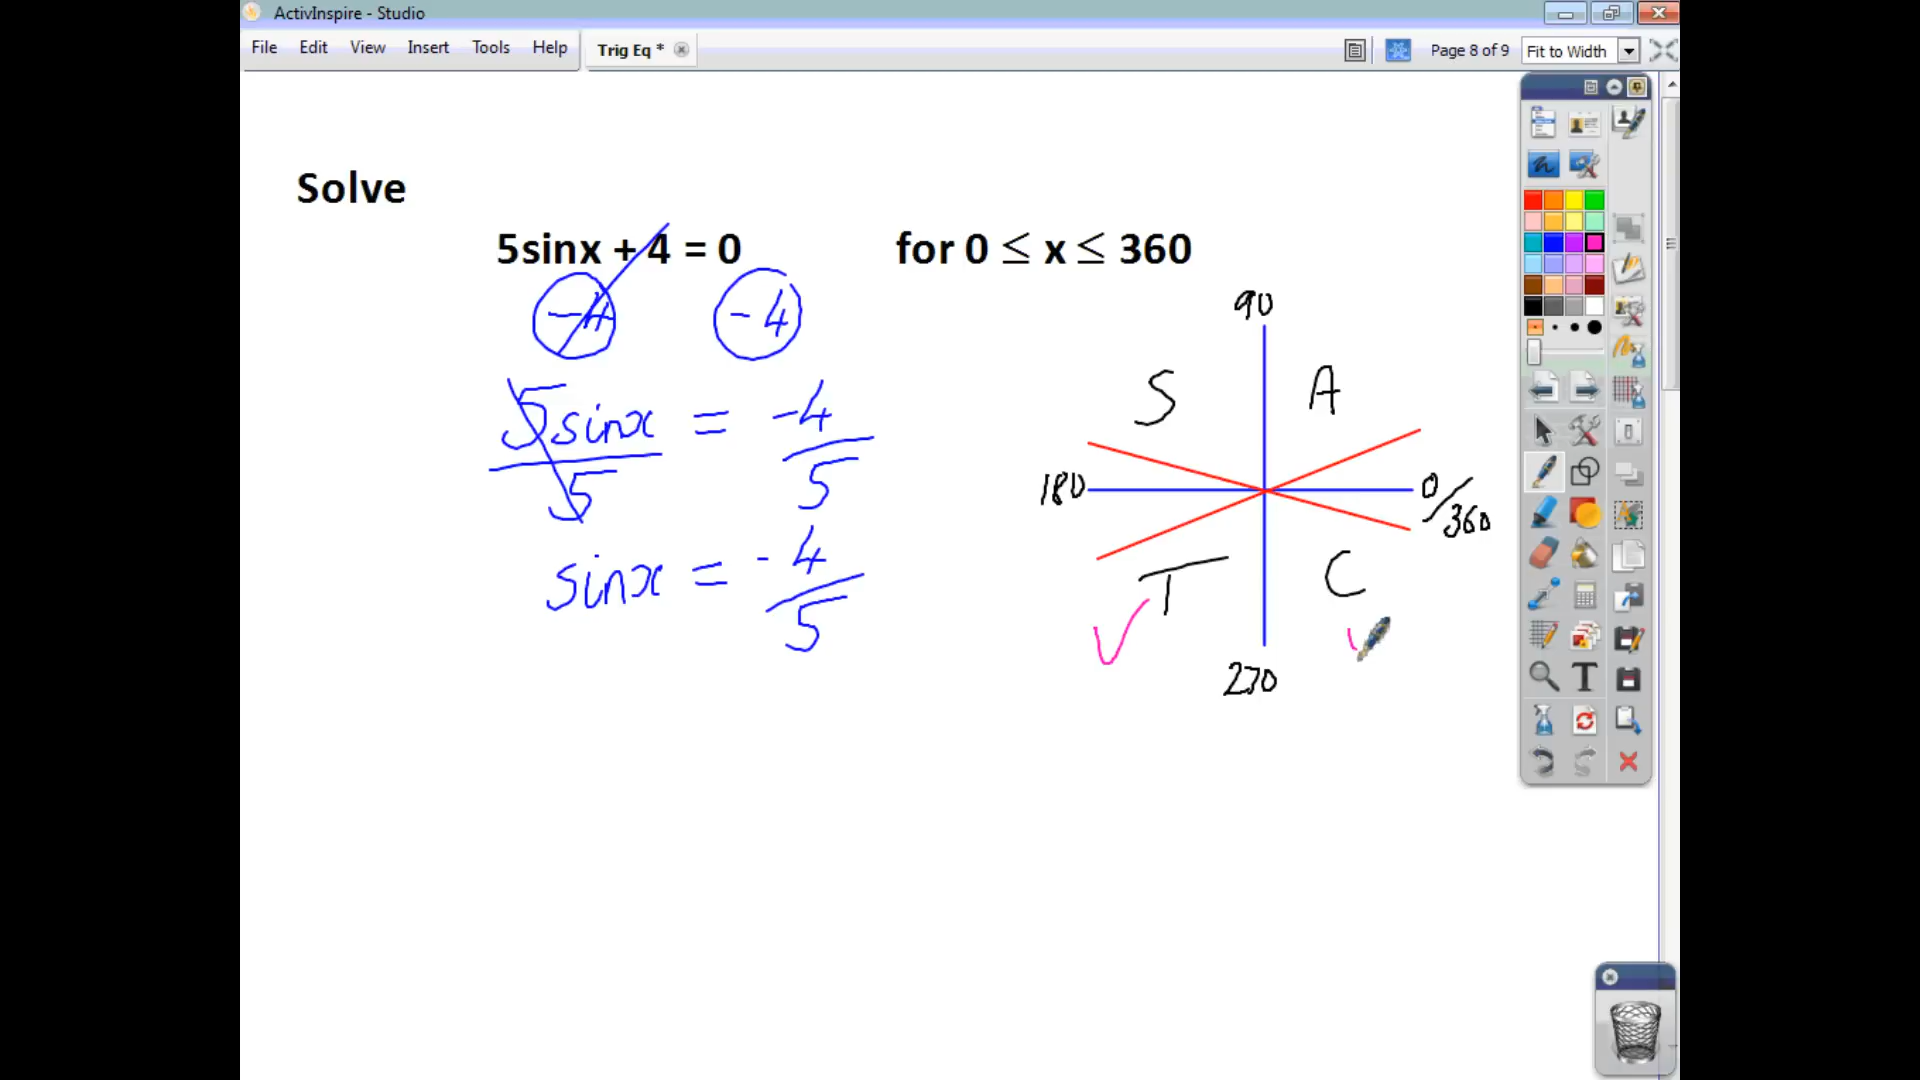 ActivInspire - Studio
File Edit View Insert Tools Help Trig Eq * Page 8 of 9 Fit to Width
Solve
5sinx + 4 = 0 for 0 ≤ x ≤ 360
-4 -4
5sinx = -4
5 5
sinx = -4
5
90
S A
180 0/360
T C
270
T